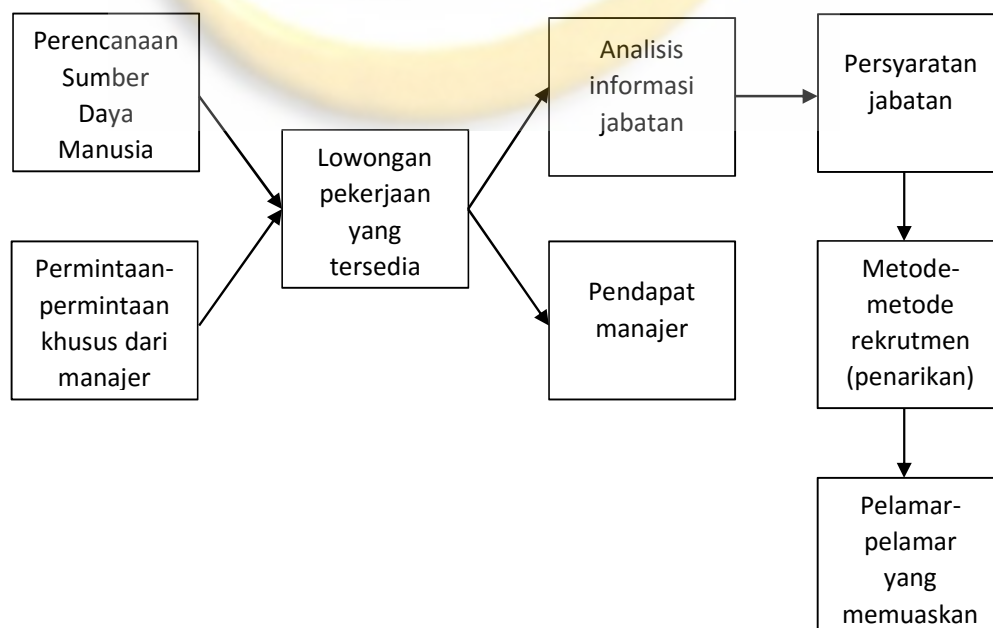 Perencanaan
Sumber
Daya
Manusia
Permintaan-
permintaan
khusus dari
manajer
Lowongan
pekerjaan
yang
tersedia
Analisis
informasi
jabatan
Pendapat
manajer
Persyaratan
jabatan
Metode-
metode
rekrutmen
(penarikan)
Pelamar-
pelamar
yang
memuaskan